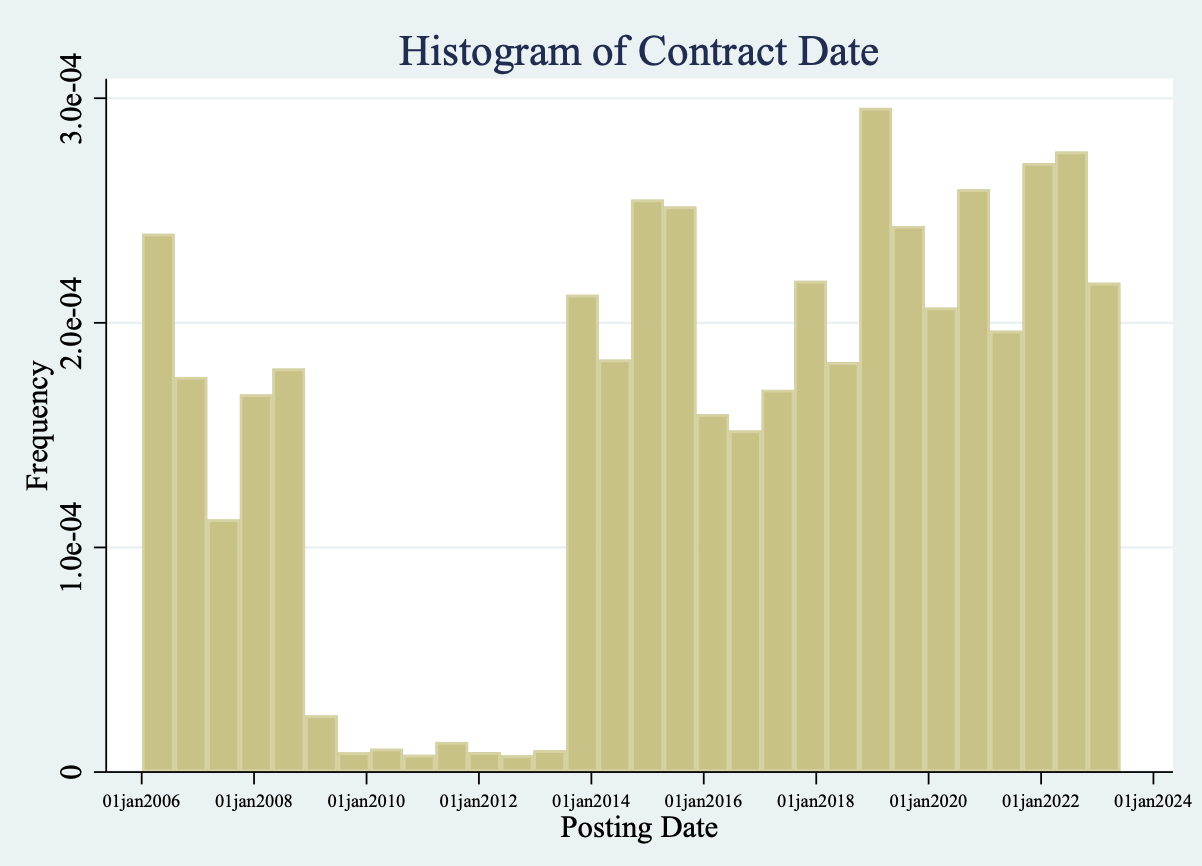 Histogram of Contract Date
Frequency
3.0e-04
2.0e-04
1.0e-04
0
01jan2006 01jan2008 01jan2010 01jan2012 01jan2014 01jan2016 01jan2018 01jan2020 01jan2022 01jan2024
Posting Date